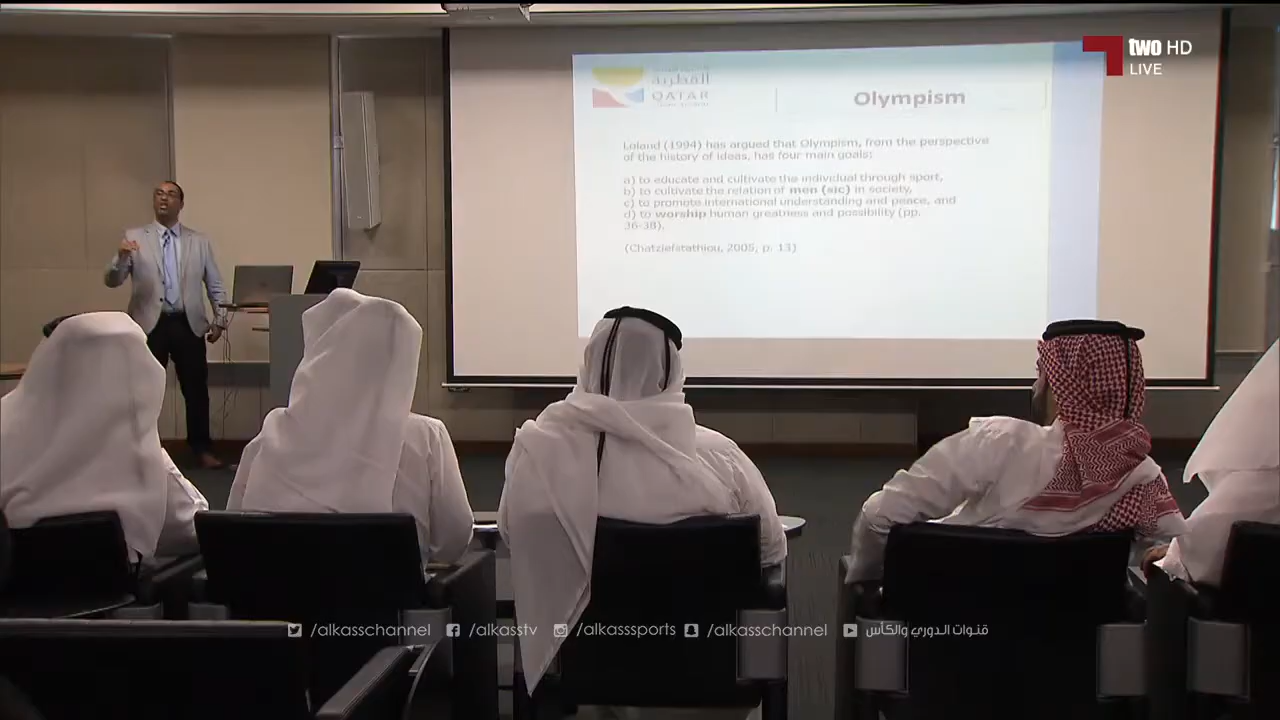 two HD
LIVE
القطرية
QATAR
Olympism
Loland (1994) has argued that Olympism, from the perspective
of the history of ideas, has four main goals:
a) to educate and cultivate the individual through sport,
b) to cultivate the relation of men (sic) in society,
c) to promote international understanding and peace, and
d) to worship human greatness and possibility (pp.
36-38).
(Chatziefstathiou, 2005, p. 13)
/alkasschannel /alkasstv /alkasssports /alkasschannel قنوات الدوري والكأس